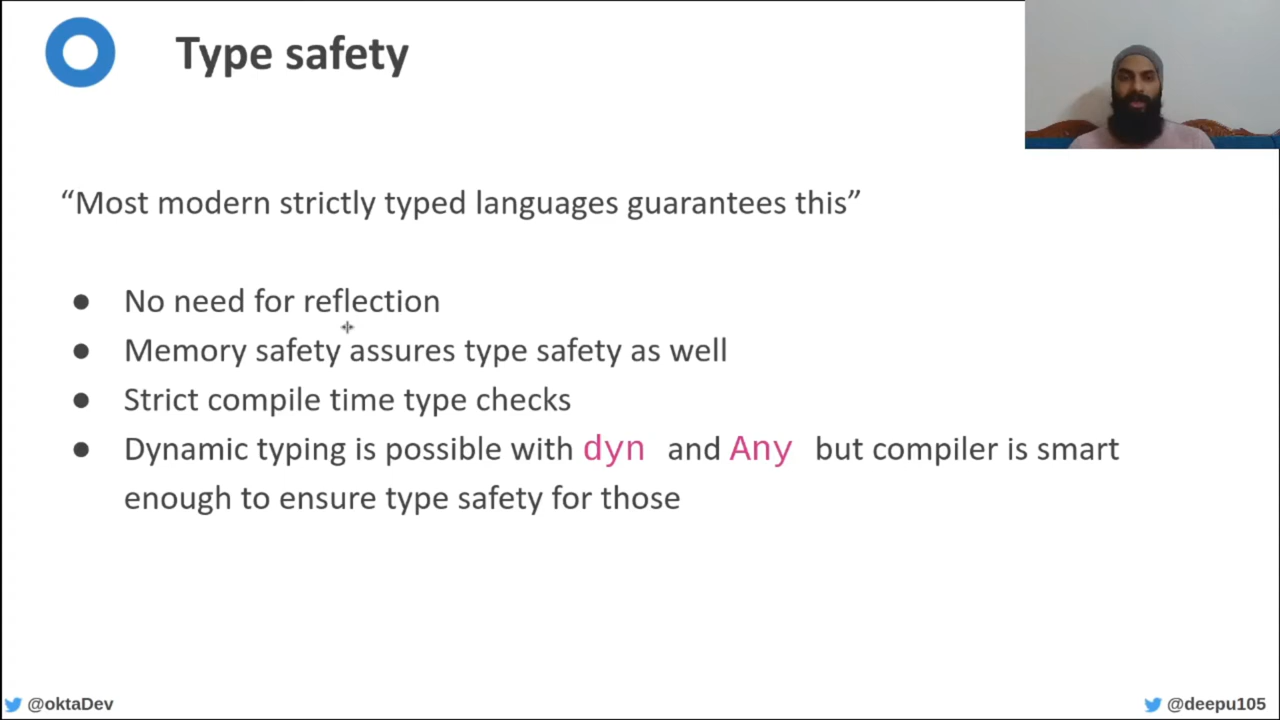 Type safety
“Most modern strictly typed languages guarantees this”
● No need for reflection
● Memory safety assures type safety as well
● Strict compile time type checks
● Dynamic typing is possible with dyn and Any but compiler is smart
enough to ensure type safety for those
@oktaDev
@deepu105